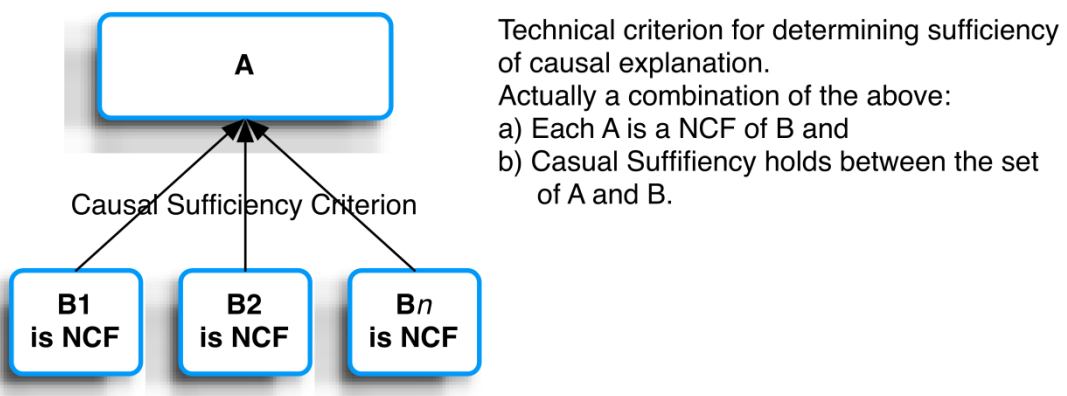 A
Technical criterion for determining sufficiency
of causal explanation.
Actually a combination of the above:
a) Each A is a NCF of B and
b) Casual Suffifiency holds between the set
of A and B.
Causal Sufficiency Criterion
B1
is NCF
B2
is NCF
Bn
is NCF